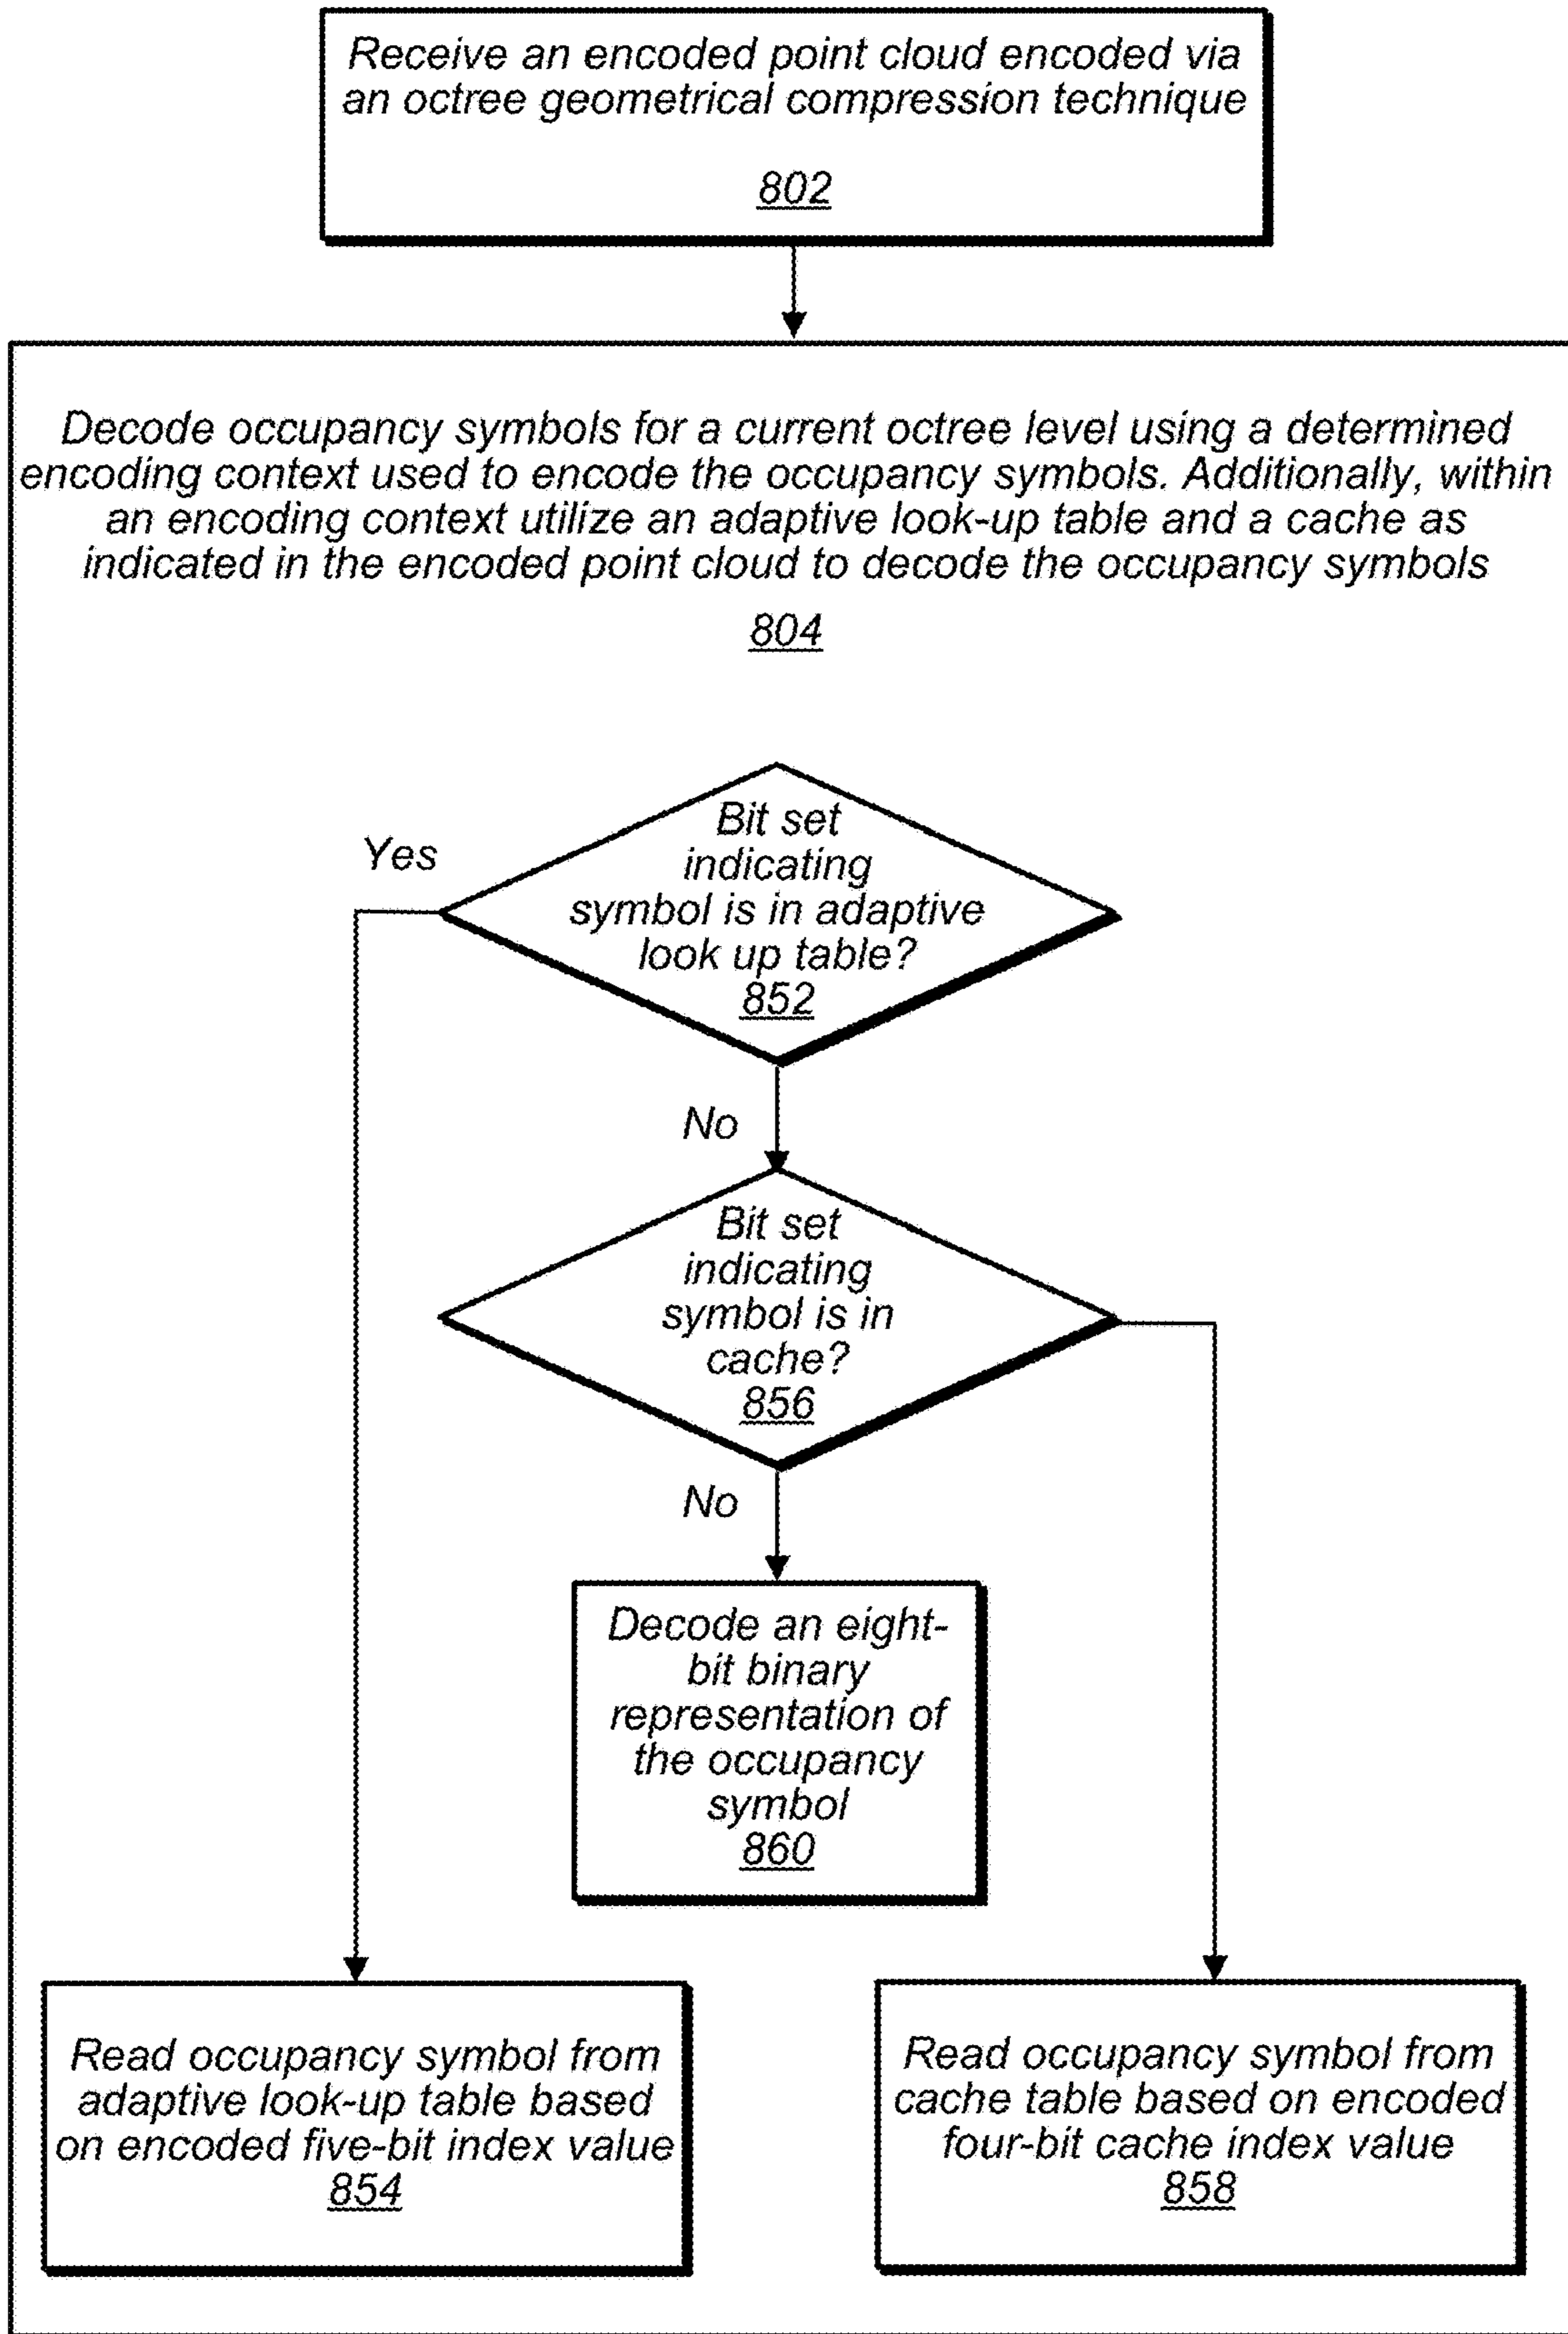 Receive an encoded point cloud encoded via
an octree geometrical compression technique
802
Decode occupancy symbols for a current octree level using a determined
encoding context used to encode the occupancy symbols. Additionally, within
an encoding context utilize an adaptive look-up table and a cache as
indicated in the encoded point cloud to decode the occupancy symbols
804
Yes
Bit set
indicating
symbol is in adaptive
look up table?
852
No
Bit set
indicating
symbol is in
cache?
856
No
Decode an eight-
bit binary
representation of
the occupancy
symbol
860
Read occupancy symbol from
adaptive look-up table based
on encoded five-bit index value
854
Read occupancy symbol from
cache table based on encoded
four-bit cache index value
858